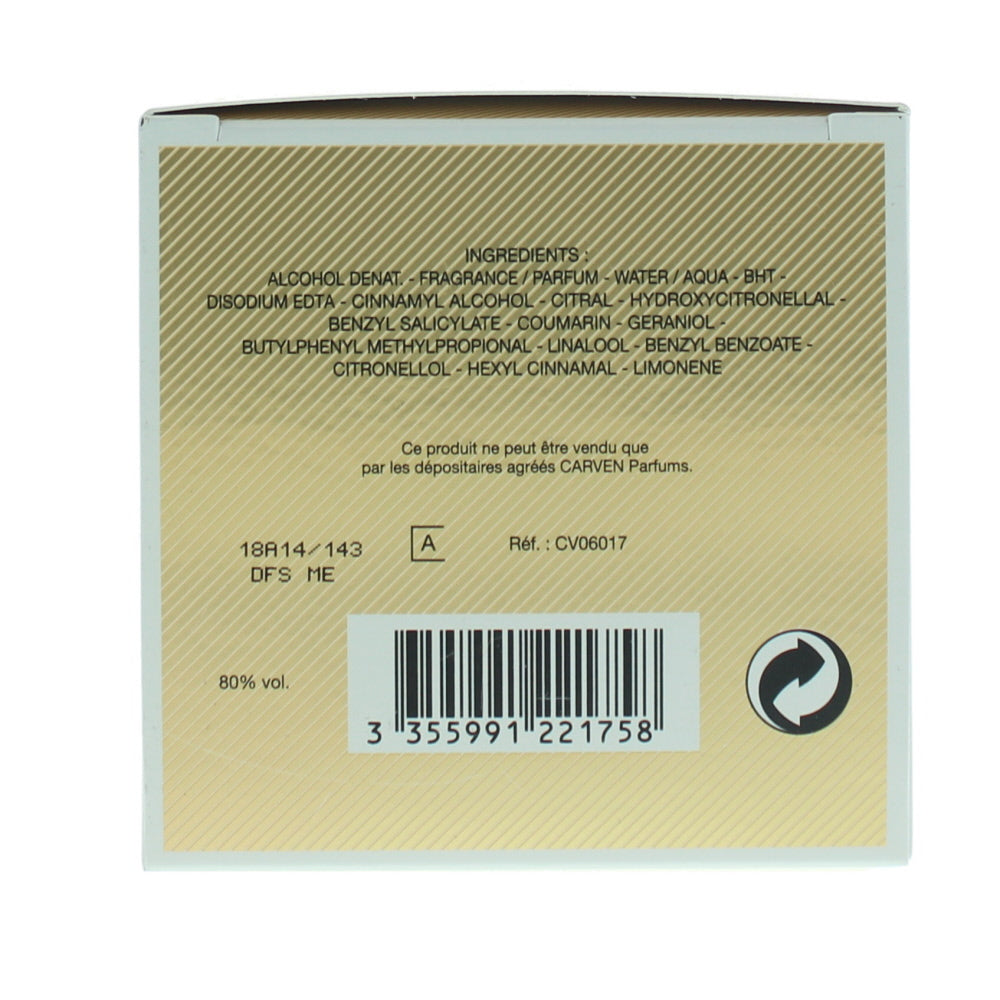 INGREDIENTS :
ALCOHOL DENAT. - FRAGRANCE / PARFUM - WATER / AQUA - BHT -
DISODIUM EDTA - CINNAMYL ALCOHOL - CITRAL - HYDROXYCITRONELLAL -
BENZYL SALICYLATE - COUMARIN - GERANIOL -
BUTYLPHENYL METHYLPROPIONAL - LINALOOL - BENZYL BENZOATE -
CITRONELLOL - HEXYL CINNAMAL - LIMONENE
Ce produit ne peut être vendu que
par les dépositaires agréés CARVEN Parfums.
18A14/143
DFS ME
A
Réf. : CV06017
80% vol.
3 355991 221758